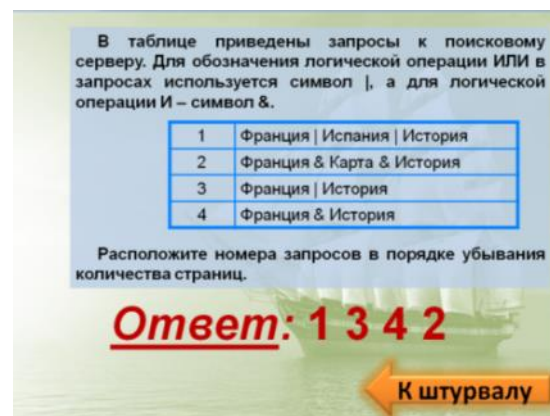 В таблице приведены запросы к поисковому
серверу. Для обозначения логической операции ИЛИ в
запросах используется символ |, а для логической
операции И – символ &.
1 Франция | Испания | История
2 Франция & Карта & История
3 Франция | История
4 Франция & История
Расположите номера запросов в порядке убывания
количества страниц.
Ответ: 1 3 4 2
К штурвалу